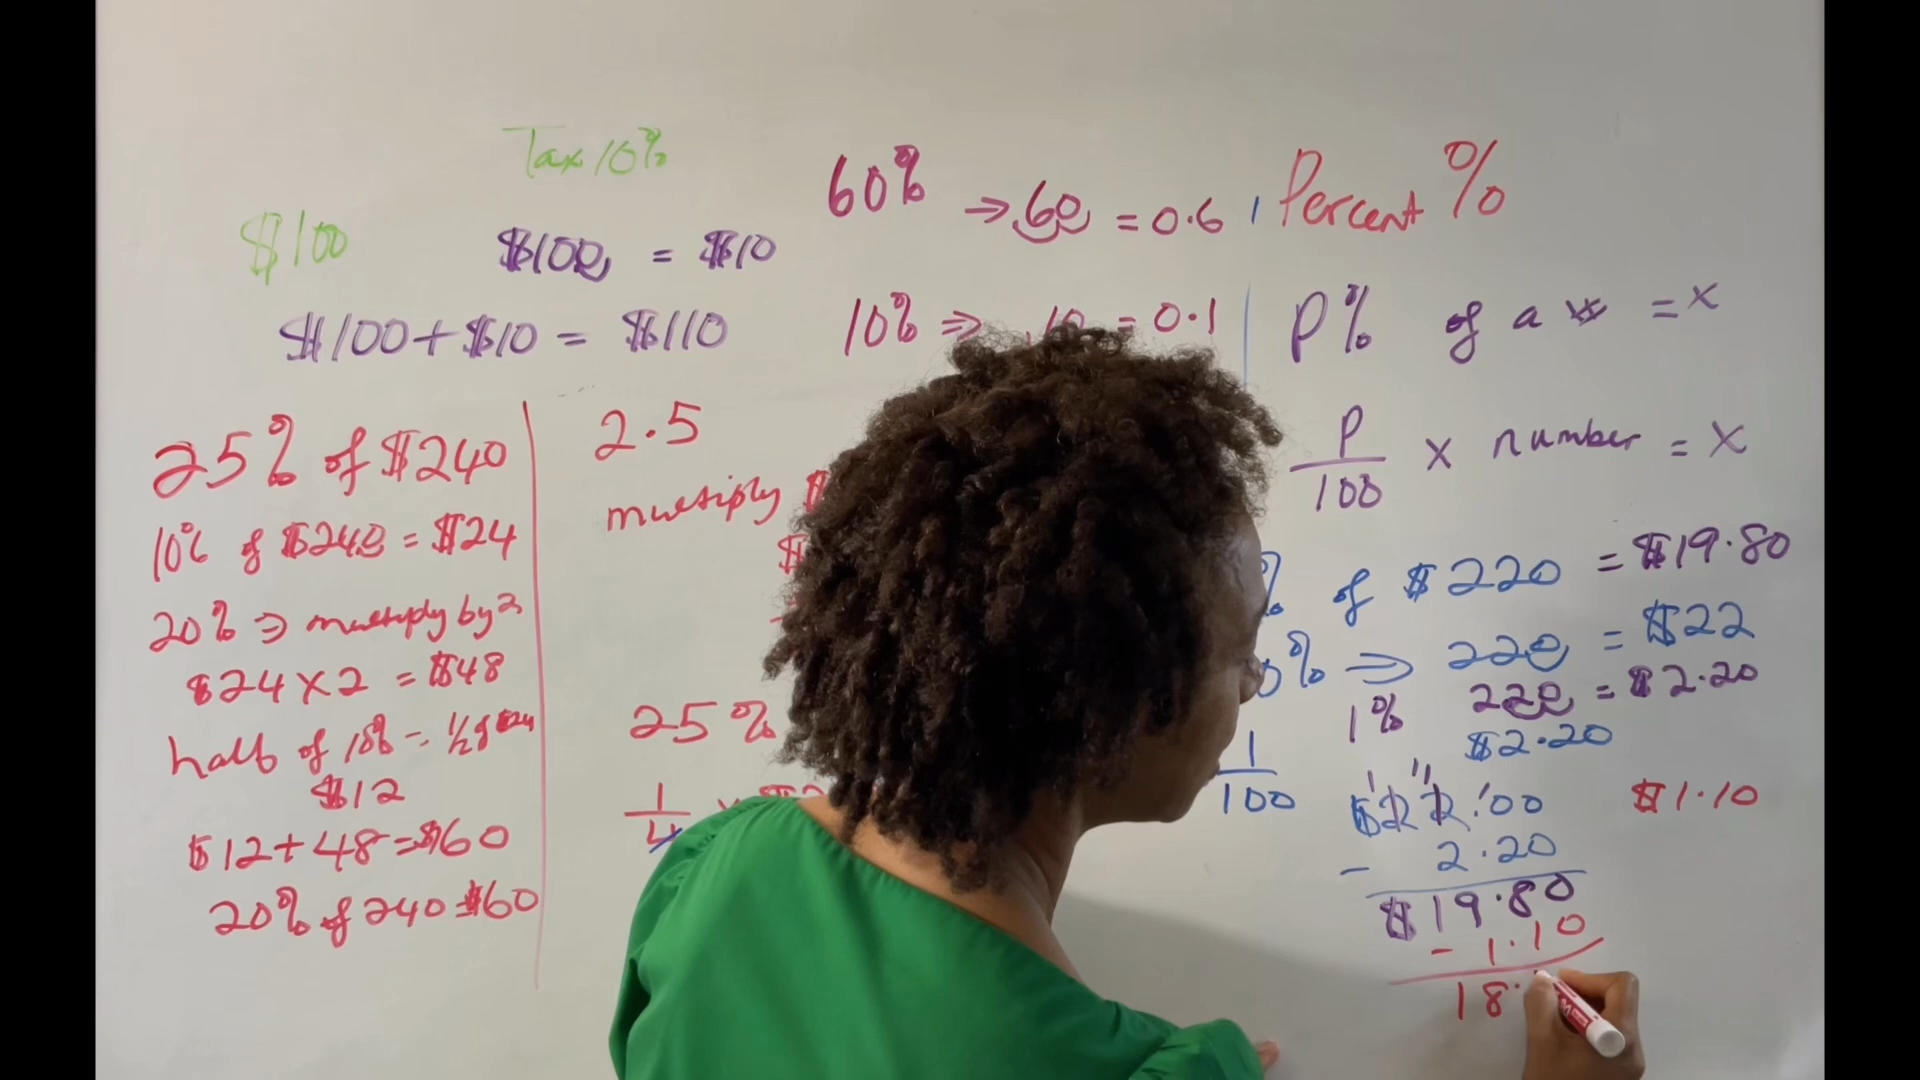 Tax 10%
$100
$100 = $10
$100 + $10 = $110
60% → 60 = 0.6
10% ⇒ .10 = 0.1
Percent %
P% of a = x
P/100 × number = x
25% of $240
10% of $240 = $24
20% ⇒ multiply by 2
$24 × 2 = $48
half of 10% = 1/2 of $24
$12
$12 + 48 = $60
20% of 240 $60
2.5
multiply $
$
25%
1/4 × $2
% of $220 = $19.80
0% ⇒ 220 = $22
1% 220 = $2.20
$2.20
1/100
$22.00
- 2.20
$19.80
- 1.10
18.
$1.10